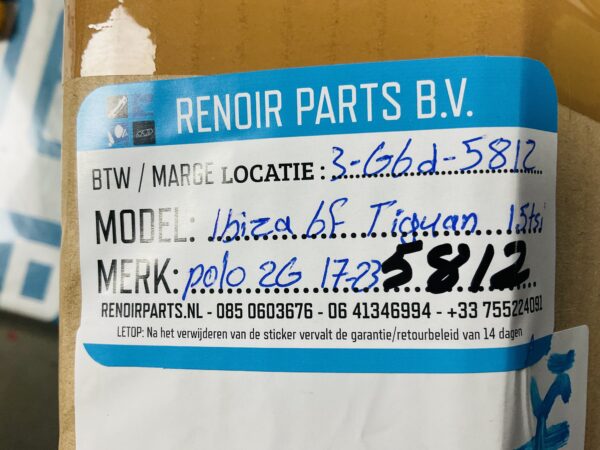 RENOIR PARTS B.V.
BTW / MARGE LOCATIE: 3-G6d-5812
MODEL: Ibiza 6F Tiguan 1.5tsi
MERK: polo 2G 17-23 5812
RENOIRPARTS.NL - 085 0603676 - 06 41346994 - +33 755224091
LETOP: Na het verwijderen van de sticker vervalt de garantie/retourbeleid van 14 dagen